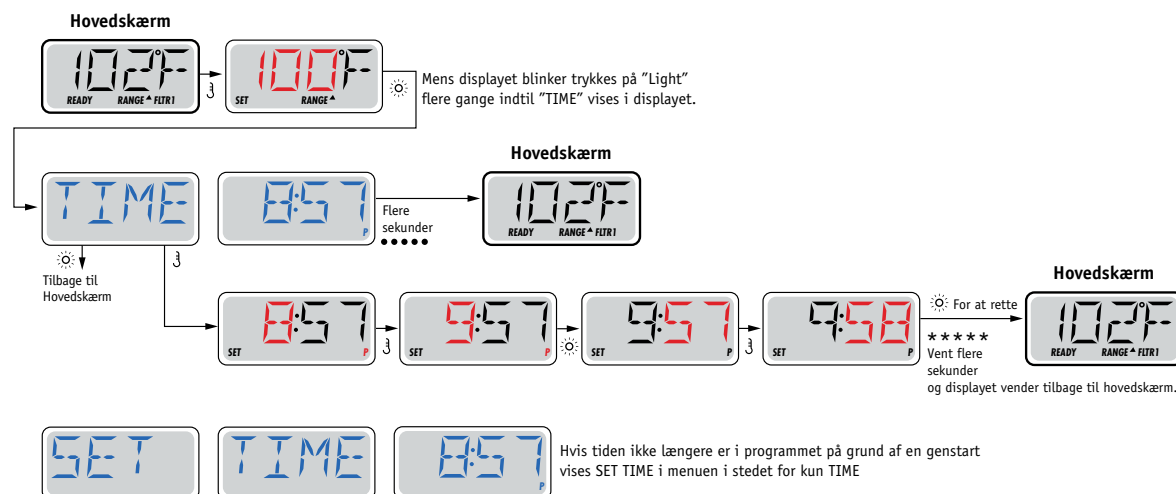 Hovedskærm
102°F
READY RANGE FLTR1
100°F
SET RANGE
Mens displayet blinker trykkes på "Light"
flere gange indtil "TIME" vises i displayet.
Hovedskærm
TIME
8:57
P
Flere
sekunder
102°F
READY RANGE FLTR1
Tilbage til
Hovedskærm
8:57
SET P
9:57
SET P
9:57
SET P
9:58
SET P
For at rette
*****
Vent flere
sekunder
og displayet vender tilbage til hovedskærm.
Hovedskærm
102°F
READY RANGE FLTR1
SET
TIME
8:57
P
Hvis tiden ikke længere er i programmet på grund af en genstart
vises SET TIME i menuen i stedet for kun TIME